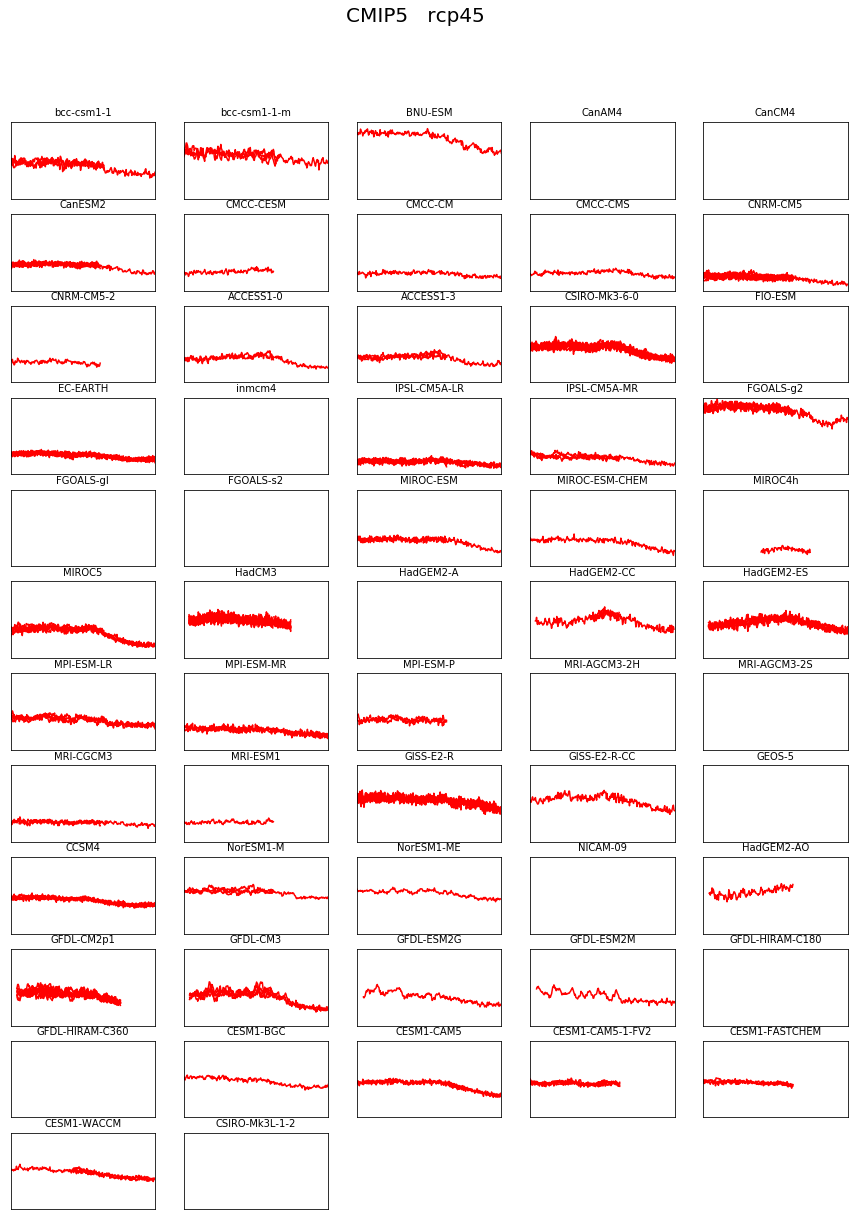 CMIP5 rcp45
bcc-csm1-1 bcc-csm1-1-m BNU-ESM CanAM4 CanCM4
CanESM2 CMCC-CESM CMCC-CM CMCC-CMS CNRM-CM5
CNRM-CM5-2 ACCESS1-0 ACCESS1-3 CSIRO-Mk3-6-0 FIO-ESM
EC-EARTH inmcm4 IPSL-CM5A-LR IPSL-CM5A-MR FGOALS-g2
FGOALS-gl FGOALS-s2 MIROC-ESM MIROC-ESM-CHEM MIROC4h
MIROC5 HadCM3 HadGEM2-A HadGEM2-CC HadGEM2-ES
MPI-ESM-LR MPI-ESM-MR MPI-ESM-P MRI-AGCM3-2H MRI-AGCM3-2S
MRI-CGCM3 MRI-ESM1 GISS-E2-R GISS-E2-R-CC GEOS-5
CCSM4 NorESM1-M NorESM1-ME NICAM-09 HadGEM2-AO
GFDL-CM2p1 GFDL-CM3 GFDL-ESM2G GFDL-ESM2M GFDL-HIRAM-C180
GFDL-HIRAM-C360 CESM1-BGC CESM1-CAM5 CESM1-CAM5-1-FV2 CESM1-FASTCHEM
CESM1-WACCM CSIRO-Mk3L-1-2